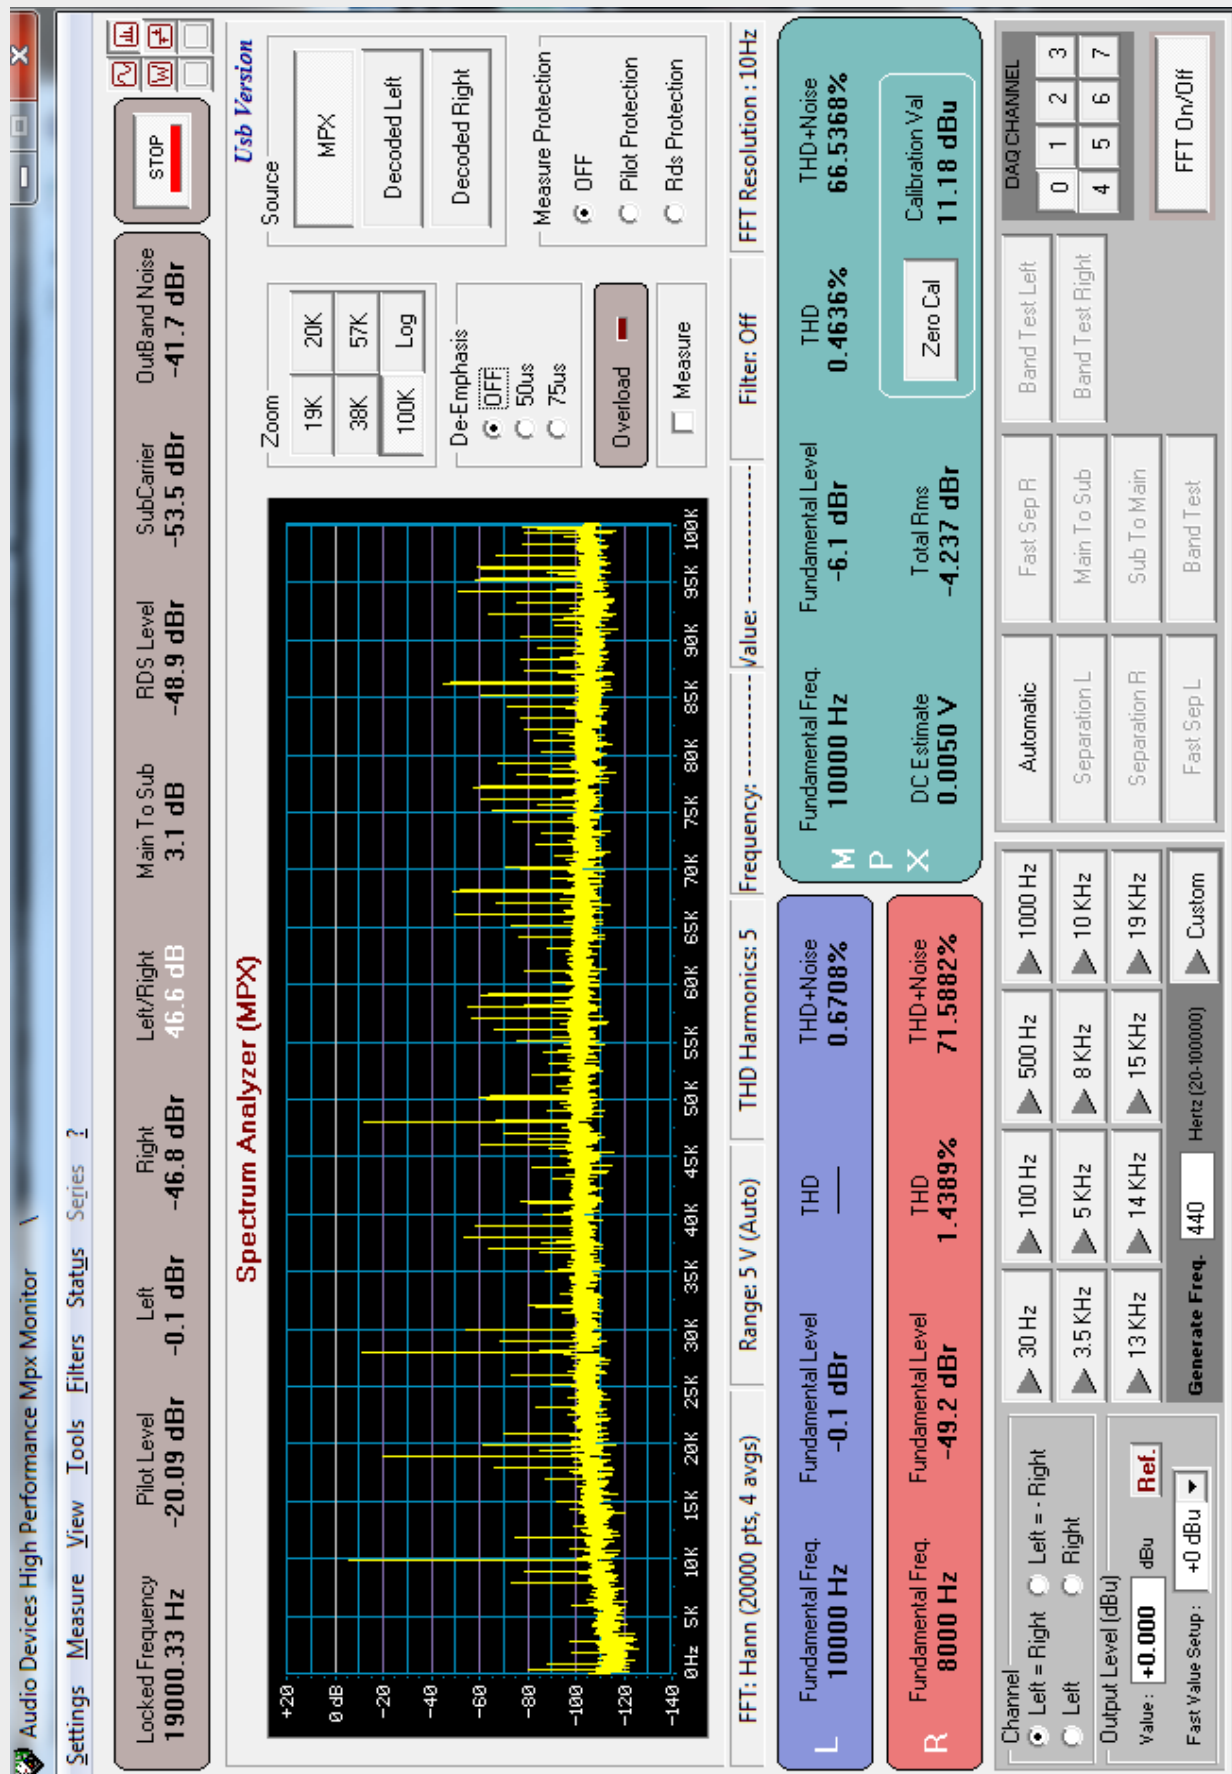 Audio Devices High Performance Mpx Monitor \
Settings Measure View Tools Filters Status Series ?
Locked Frequency Pilot Level Left Right Left/Right Main To Sub RDS Level SubCarrier OutBand Noise
19000.33 Hz -20.09 dBr -0.1 dBr -46.8 dBr 46.6 dB 3.1 dB -48.9 dBr -53.5 dBr -41.7 dBr
STOP
Spectrum Analyzer (MPX)
Usb Version
+20
0 dB
-20
-40
-60
-80
-100
-120
-140
0Hz 5K 10K 15K 20K 25K 30K 35K 40K 45K 50K 55K 60K 65K 70K 75K 80K 85K 90K 95K 100K
Zoom
19K 20K
38K 57K
100K Log
De-Emphasis
OFF
50us
75us
Overload
Measure
Source
MPX
Decoded Left
Decoded Right
Measure Protection
OFF
Pilot Protection
Rds Protection
FFT: Hann (20000 pts, 4 avgs) Range: 5 V (Auto) THD Harmonics: 5 Frequency: -------------- Value: -------------- Filter: Off FFT Resolution : 10Hz
L
Fundamental Freq. Fundamental Level THD THD+Noise
10000 Hz -0.1 dBr ---- 0.6708%
R
Fundamental Freq. Fundamental Level THD THD+Noise
8000 Hz -49.2 dBr 1.4389% 71.5882%
M
P
X
Fundamental Freq. Fundamental Level THD THD+Noise
10000 Hz -6.1 dBr 0.4636% 66.5368%
DC Estimate Total Rms
0.0050 V -4.237 dBr
Zero Cal
Calibration Val
11.18 dBu
Channel
Left = Right Left = - Right
Left Right
Output Level (dBu)
Value : +0.000 dBu Ref.
Fast Value Setup : +0 dBu
30 Hz 100 Hz 500 Hz 1000 Hz
3.5 KHz 5 KHz 8 KHz 10 KHz
13 KHz 14 KHz 15 KHz 19 KHz
Generate Freq. 440 Hertz (20-100000) Custom
Automatic Fast Sep R Band Test Left
Separation L Main To Sub Band Test Right
Separation R Sub To Main
Fast Sep L Band Test
DAQ CHANNEL
0 1 2 3
4 5 6 7
FFT On/Off